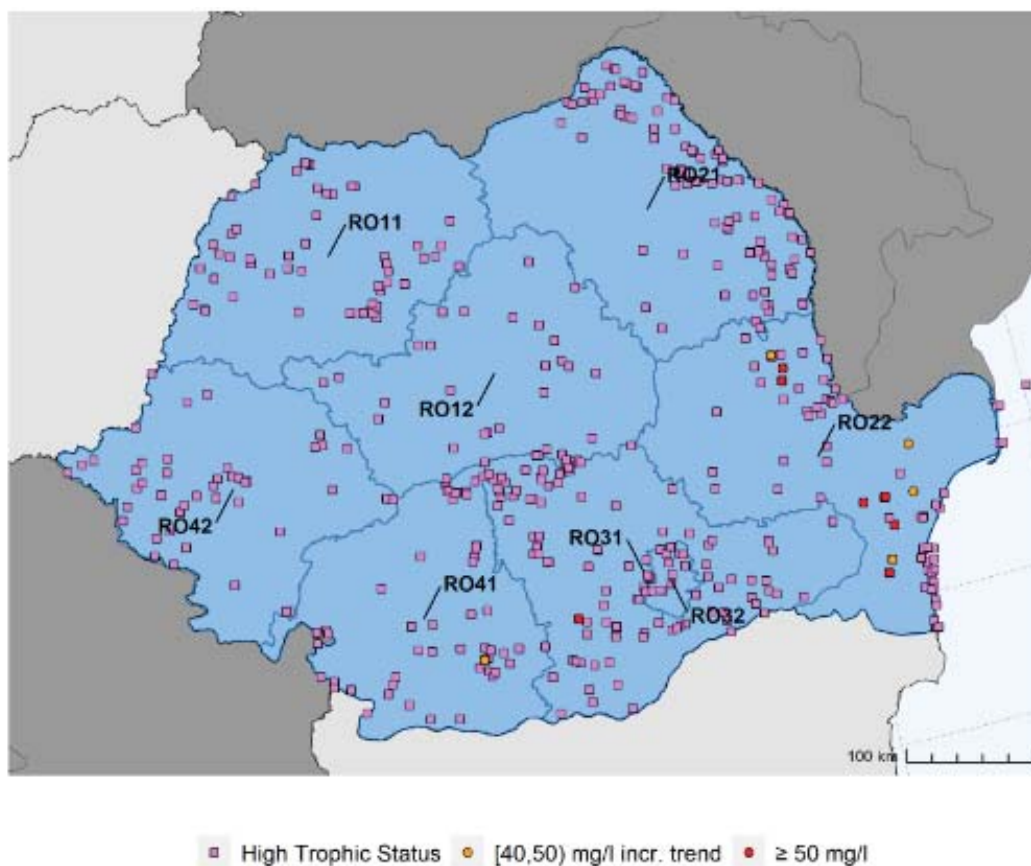 RO21
RO11
RO12
RO22
RO42
RO31
RO41
RO32
100 km
High Trophic Status [40,50) mg/l incr. trend ≥ 50 mg/l